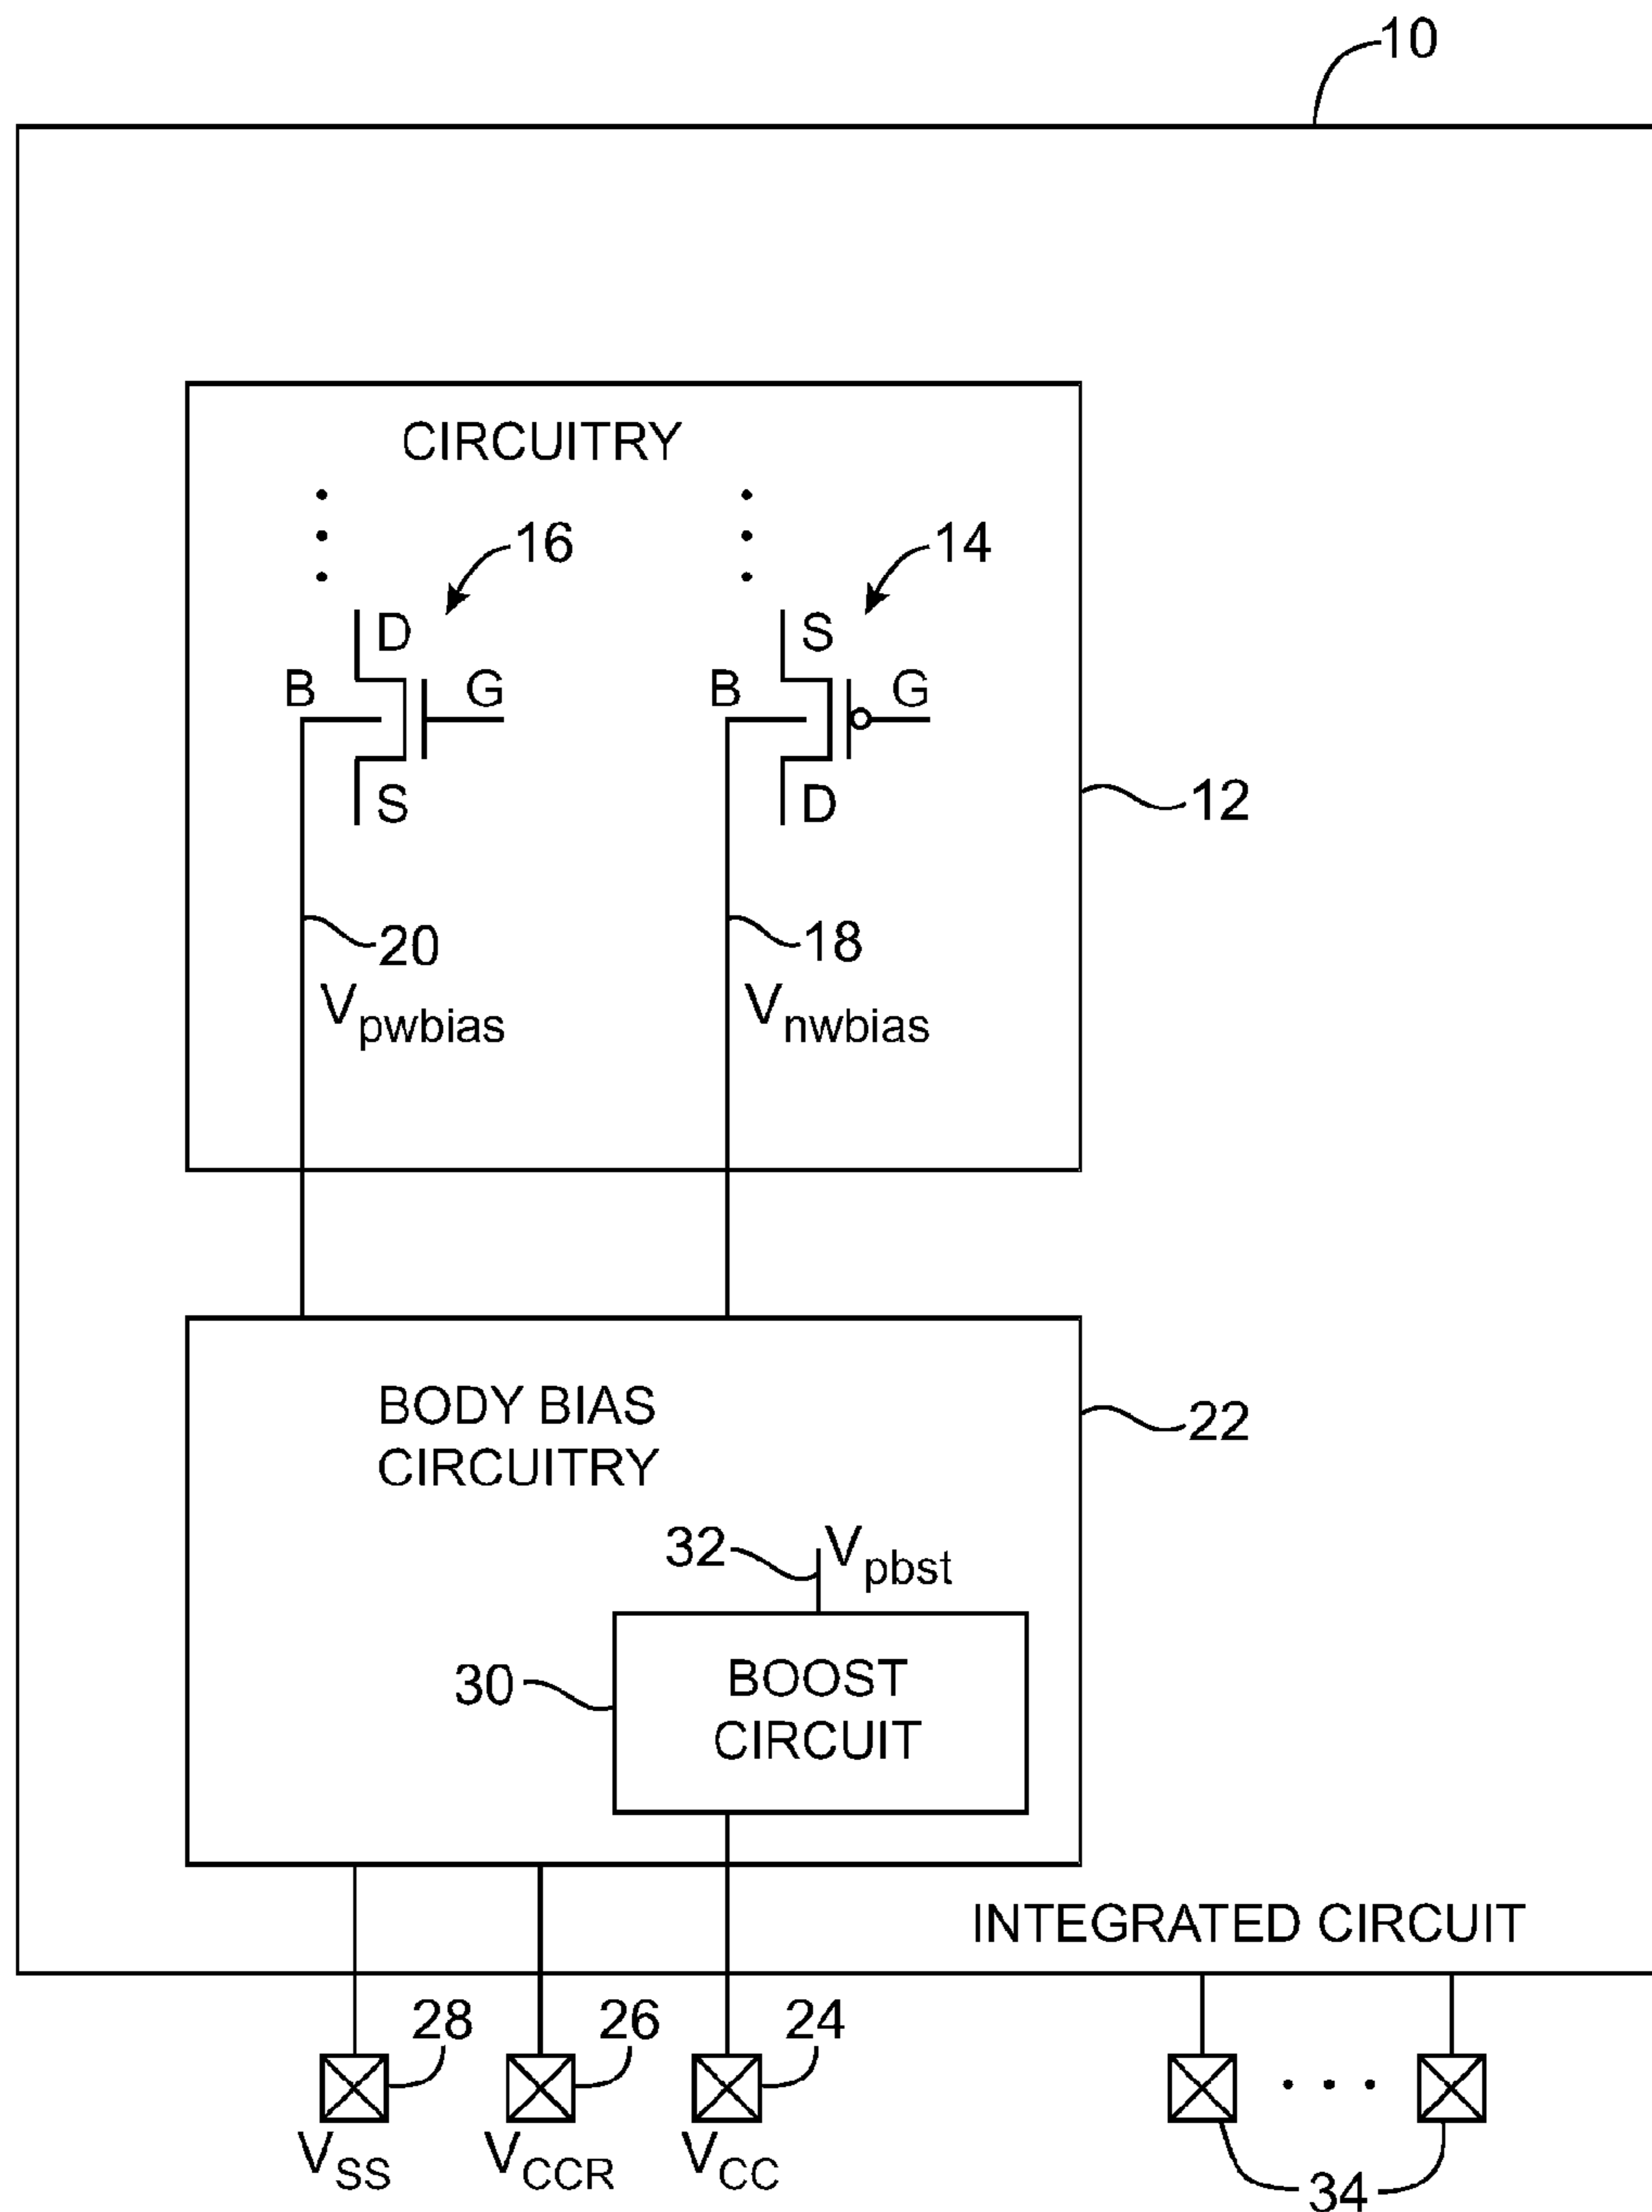 10
CIRCUITRY
16
14
D
S
B
G
B
G
S
D
12
20
18
Vpwbias
Vnwbias
BODY BIAS
CIRCUITRY
22
32
Vpbst
30
BOOST
CIRCUIT
INTEGRATED CIRCUIT
28
26
24
VSS
VCCR
VCC
34